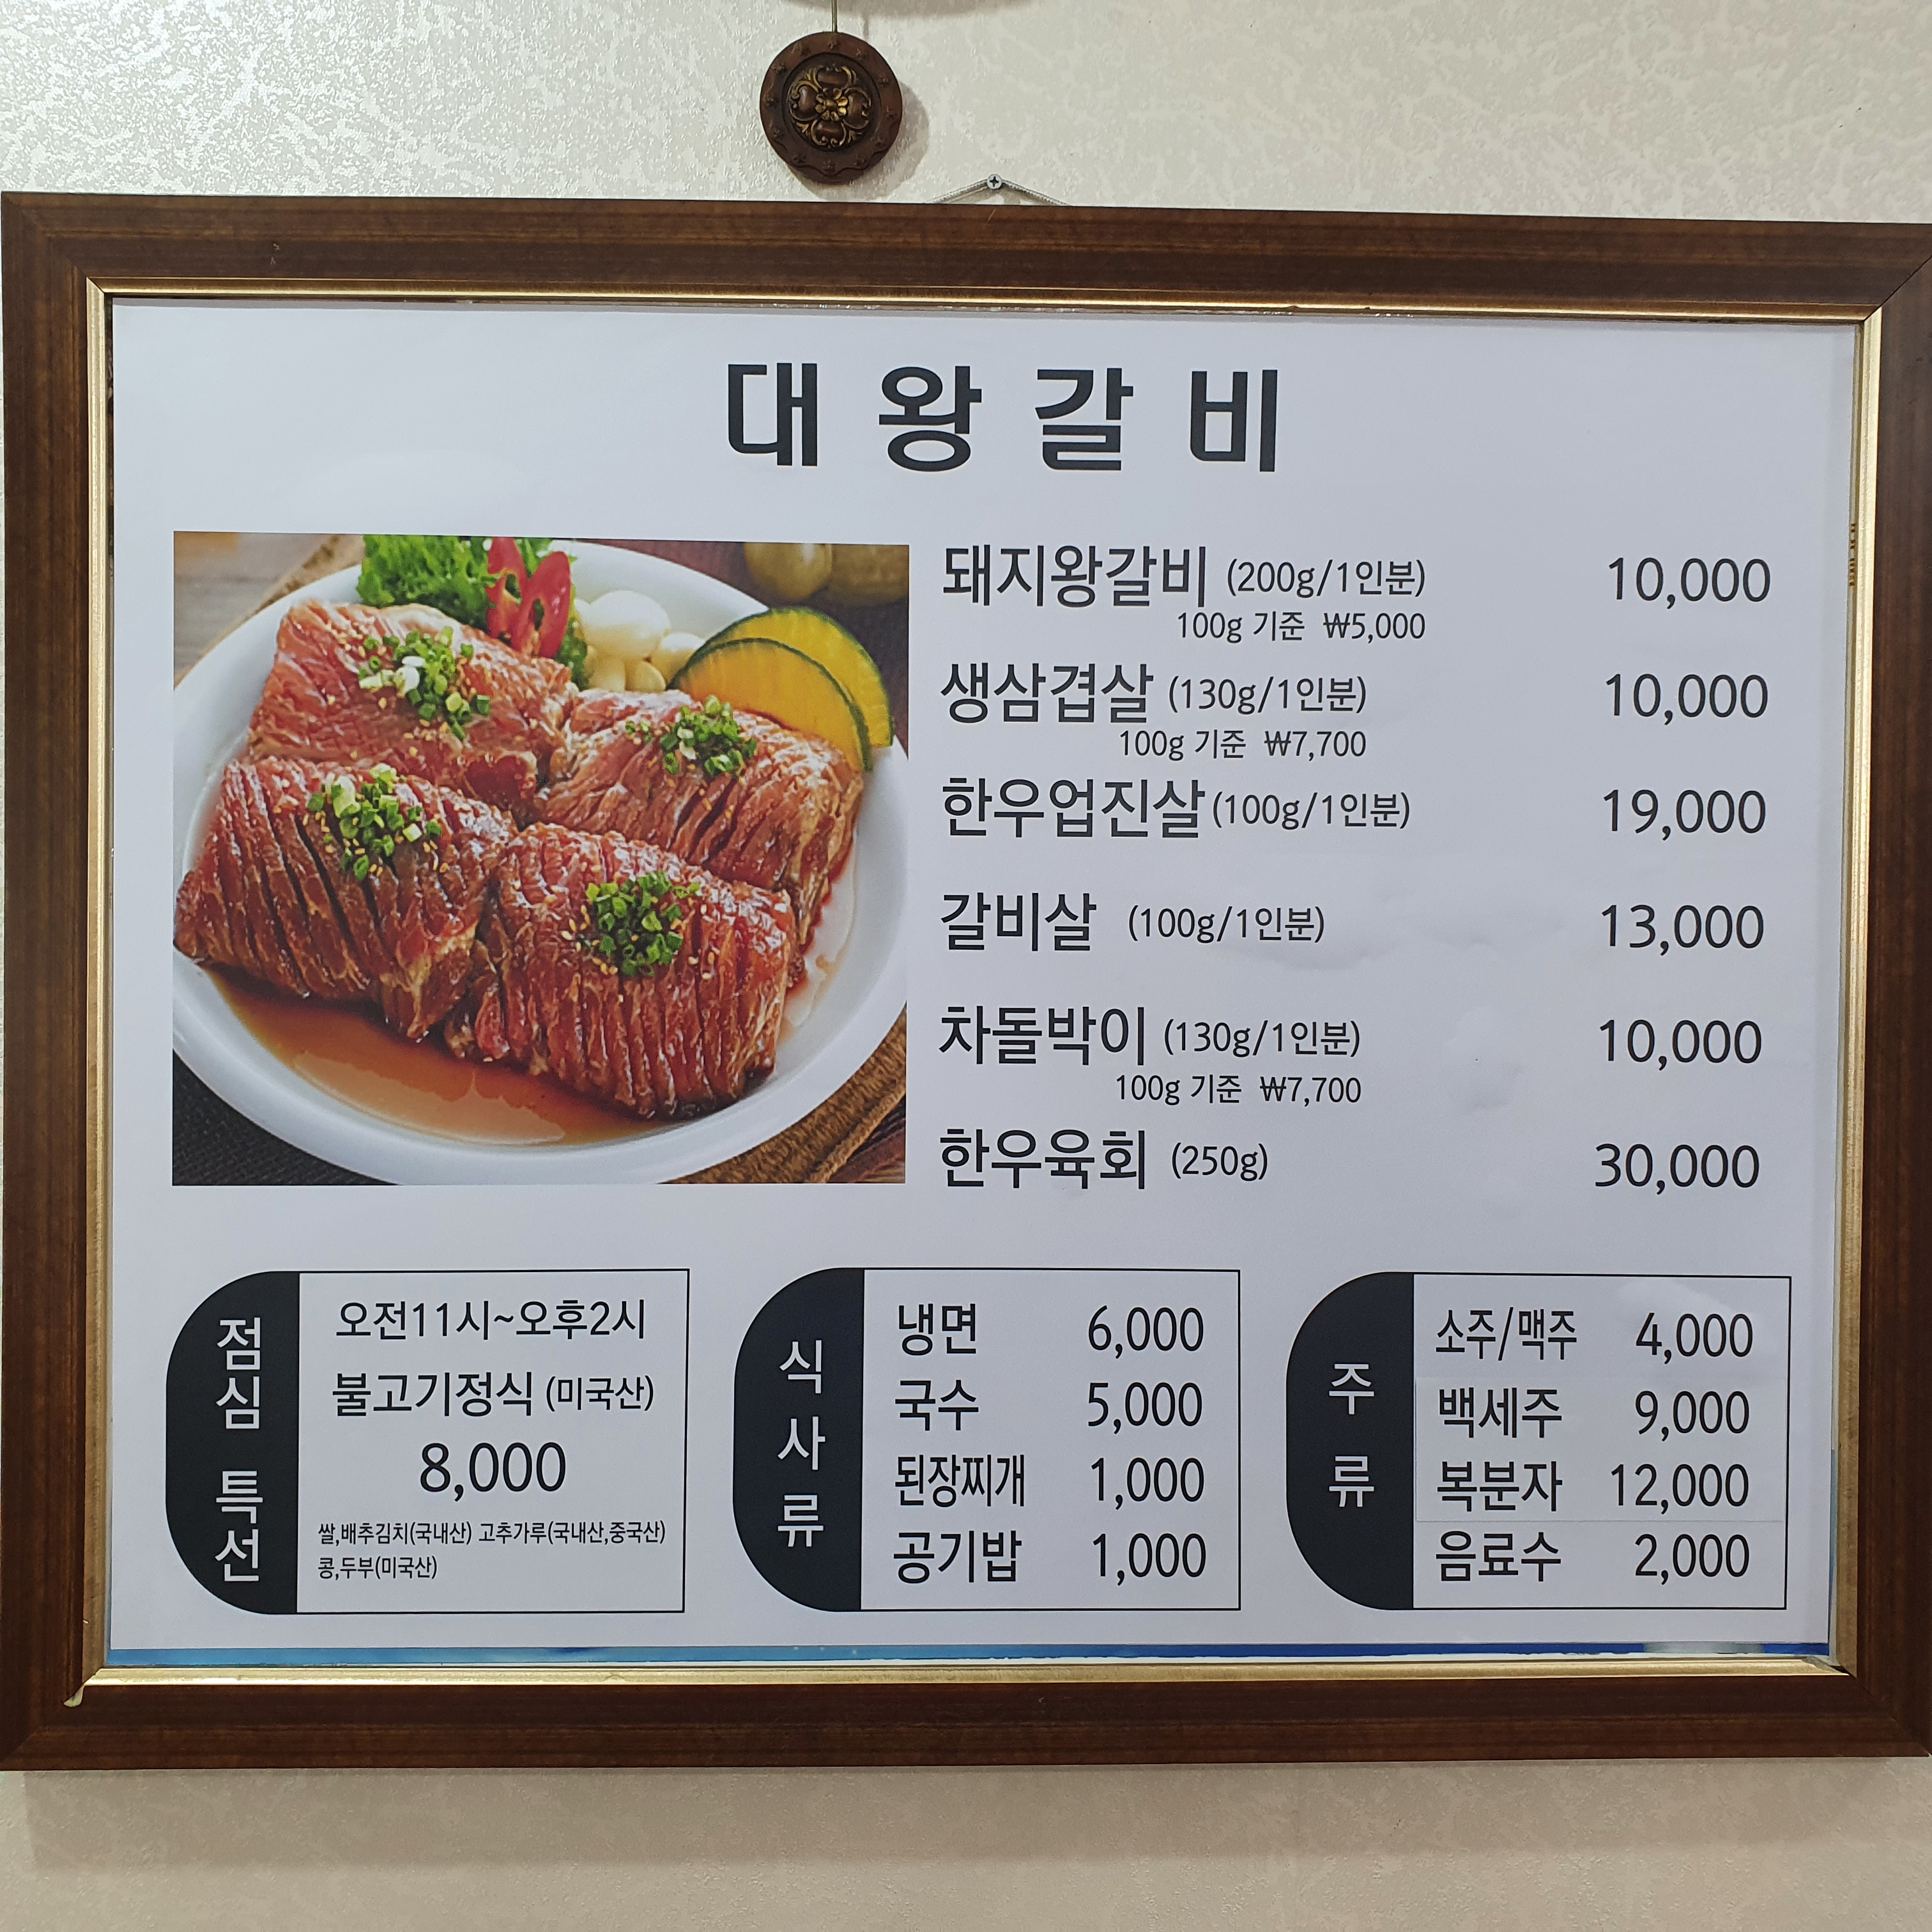 대왕갈비
돼지왕갈비 (200g/1인분) 10,000
100g 기준 ₩5,000
생삼겹살 (130g/1인분) 10,000
100g 기준 ₩7,700
한우업진살 (100g/1인분) 19,000
갈비살 (100g/1인분) 13,000
차돌박이 (130g/1인분) 10,000
100g 기준 ₩7,700
한우육회 (250g) 30,000
점심 특선
오전11시~오후2시
불고기정식 (미국산)
8,000
쌀,배추김치(국내산) 고추가루(국내산,중국산)
콩,두부(미국산)
식사류
냉면 6,000
국수 5,000
된장찌개 1,000
공기밥 1,000
주류
소주/맥주 4,000
백세주 9,000
복분자 12,000
음료수 2,000